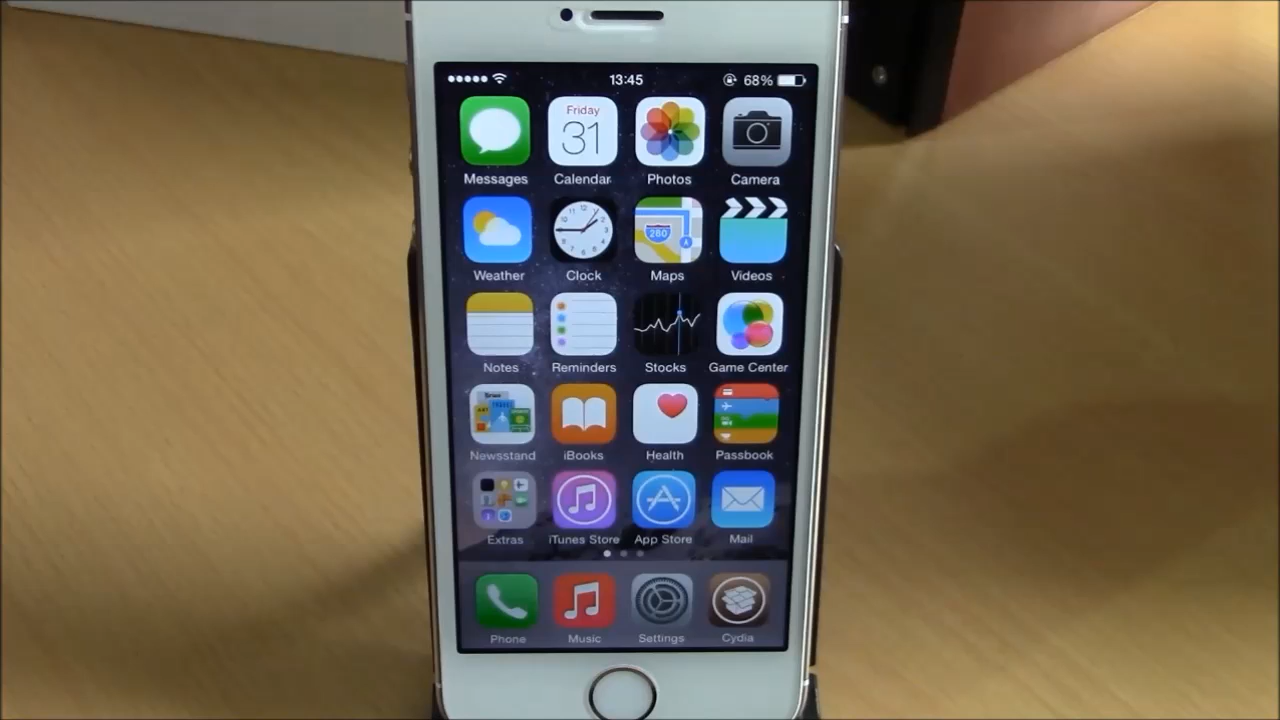 13:45 68%
Friday
31
Messages Calendar Photos Camera
280
Weather Clock Maps Videos
Notes Reminders Stocks Game Center
Newsstand iBooks Health Passbook
Extras iTunes Store App Store Mail
Phone Music Settings Cydia